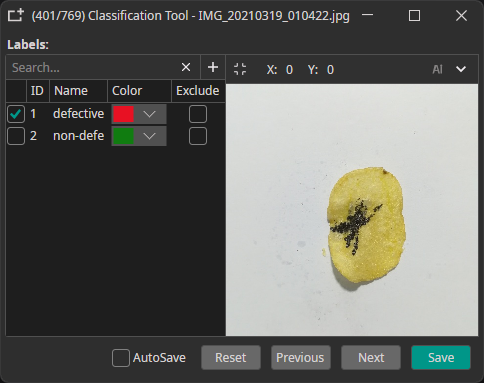 (401/769) Classification Tool - IMG_20210319_010422.jpg
Labels:
Search...
X: 0 Y: 0 AI
ID Name Color Exclude
1 defective
2 non-defe
AutoSave Reset Previous Next Save